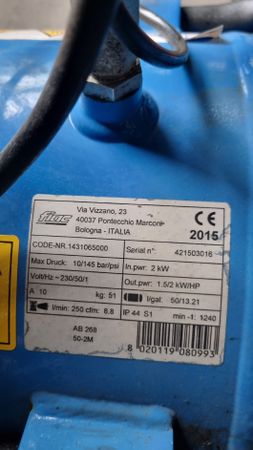 fiac
Via Vizzano, 23
40037 Pontecchio Marconi
Bologna - ITALIA
CE
2015
CODE-NR. 1431065000
Serial n°: 421503016
Max Druck: 10/145 bar/psi
In.pwr: 2 kW
Volt/Hz ~ 230/50/1
Out.pwr: 1.5/2 kW/HP
A 10 kg: 51
l/gal: 50/13.21
l/min: 250 cfm: 8.8
IP 44 S1 min -1: 1240
AB 268
50-2M
8 020119 080993